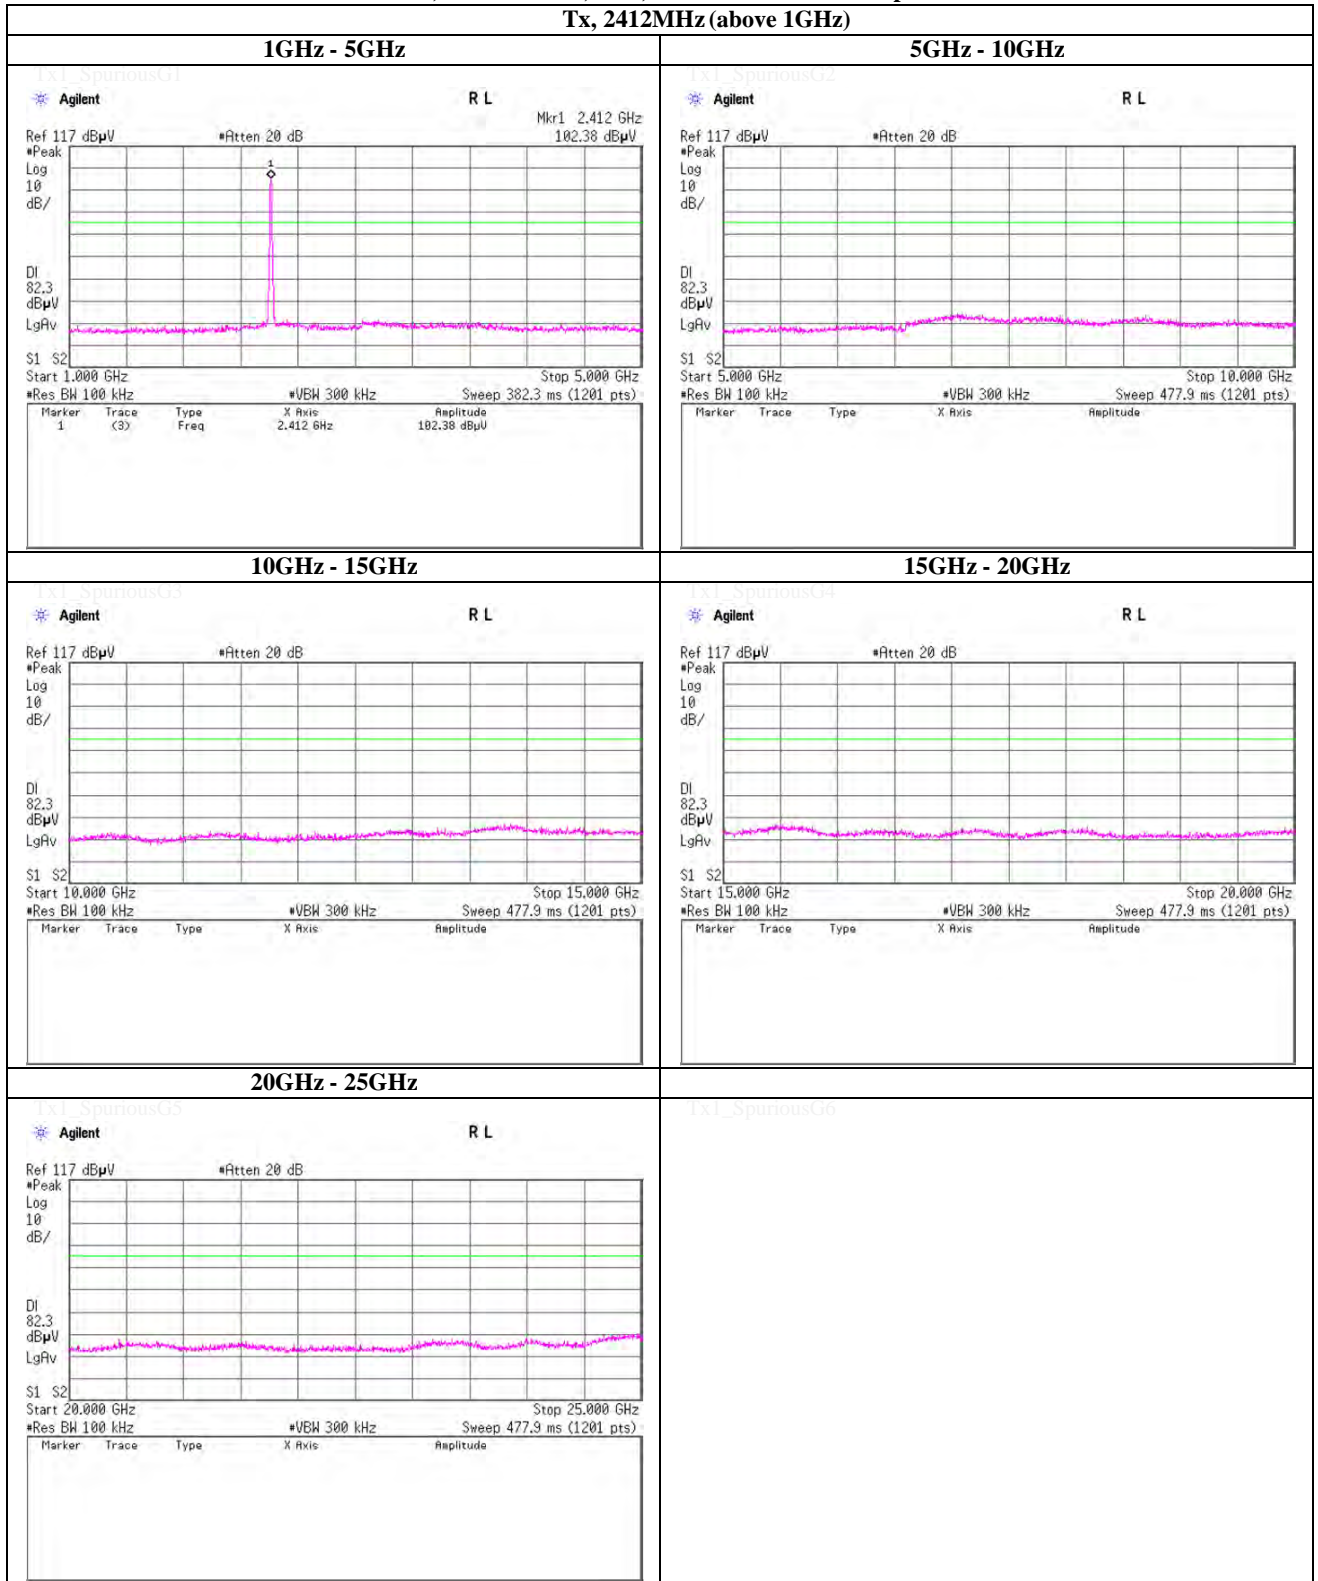 Tx, 2412MHz (above 1GHz)
1GHz - 5GHz
5GHz - 10GHz
Tx1_SpuriousG1
Agilent
R L
Mkr1 2.412 GHz
Ref 117 dBµV
#Atten 20 dB
102.38 dBµV
#Peak
Log
10
dB/
1
DI
82.3
dBµV
LgAv
S1 S2
Start 1.000 GHz
Stop 5.000 GHz
#Res BW 100 kHz
#VBW 300 kHz
Sweep 382.3 ms (1201 pts)
Marker Trace Type X Axis Amplitude
1 (3) Freq 2.412 GHz 102.38 dBµV
Tx1_SpuriousG2
Agilent
R L
Ref 117 dBµV
#Atten 20 dB
#Peak
Log
10
dB/
DI
82.3
dBµV
LgAv
S1 S2
Start 5.000 GHz
Stop 10.000 GHz
#Res BW 100 kHz
#VBW 300 kHz
Sweep 477.9 ms (1201 pts)
Marker Trace Type X Axis Amplitude
10GHz - 15GHz
15GHz - 20GHz
Tx1_SpuriousG3
Agilent
R L
Ref 117 dBµV
#Atten 20 dB
#Peak
Log
10
dB/
DI
82.3
dBµV
LgAv
S1 S2
Start 10.000 GHz
Stop 15.000 GHz
#Res BW 100 kHz
#VBW 300 kHz
Sweep 477.9 ms (1201 pts)
Marker Trace Type X Axis Amplitude
Tx1_SpuriousG4
Agilent
R L
Ref 117 dBµV
#Atten 20 dB
#Peak
Log
10
dB/
DI
82.3
dBµV
LgAv
S1 S2
Start 15.000 GHz
Stop 20.000 GHz
#Res BW 100 kHz
#VBW 300 kHz
Sweep 477.9 ms (1201 pts)
Marker Trace Type X Axis Amplitude
20GHz - 25GHz
Tx1_SpuriousG5
Agilent
R L
Ref 117 dBµV
#Atten 20 dB
#Peak
Log
10
dB/
DI
82.3
dBµV
LgAv
S1 S2
Start 20.000 GHz
Stop 25.000 GHz
#Res BW 100 kHz
#VBW 300 kHz
Sweep 477.9 ms (1201 pts)
Marker Trace Type X Axis Amplitude
Tx1_SpuriousG6